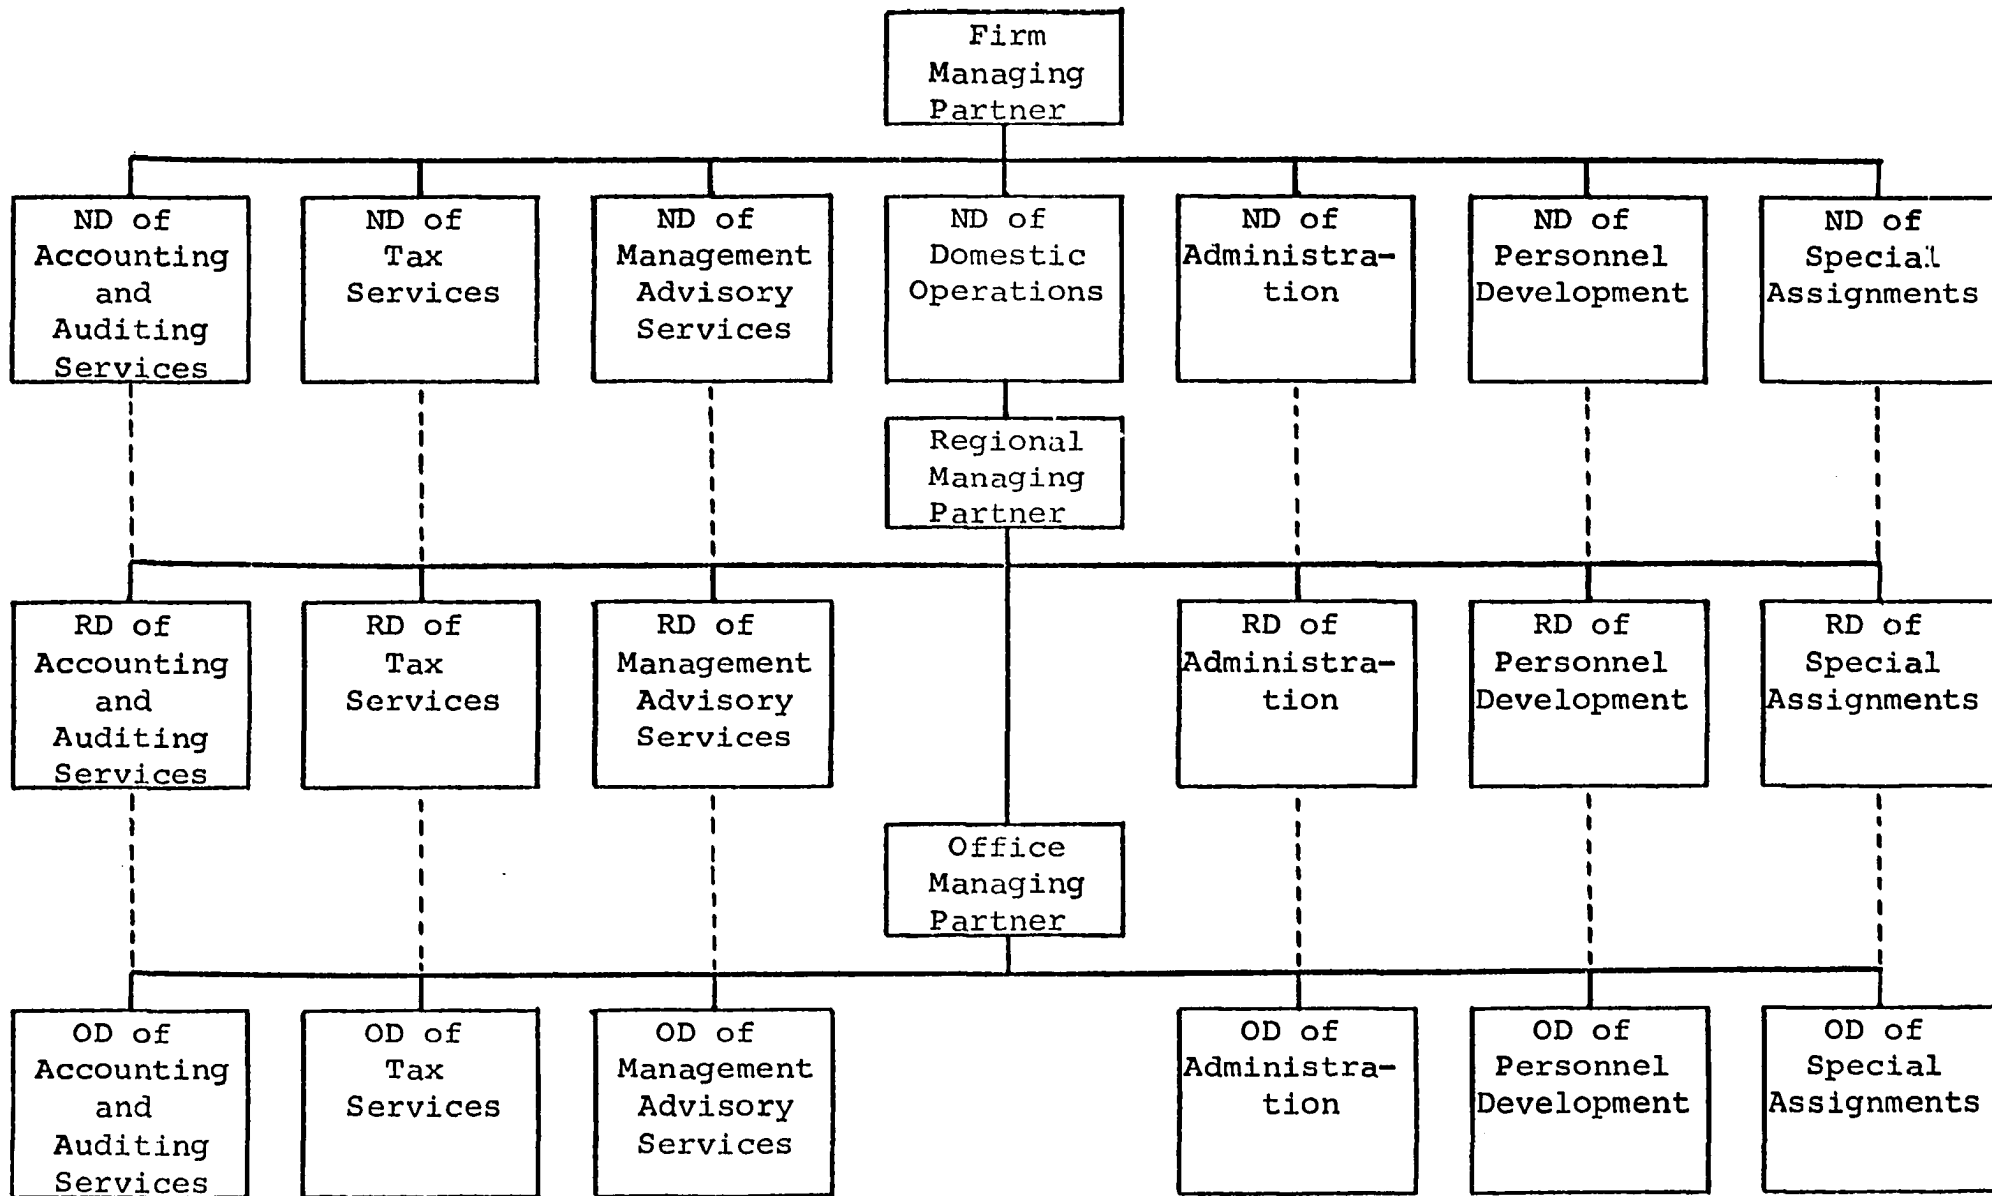 Firm
Managing
Partner
ND of
Accounting
and
Auditing
Services
ND of
Tax
Services
ND of
Management
Advisory
Services
ND of
Domestic
Operations
ND of
Administra-
tion
ND of
Personnel
Development
ND of
Special
Assignments
Regional
Managing
Partner
RD of
Accounting
and
Auditing
Services
RD of
Tax
Services
RD of
Management
Advisory
Services
RD of
Administra-
tion
RD of
Personnel
Development
RD of
Special
Assignments
Office
Managing
Partner
OD of
Accounting
and
Auditing
Services
OD of
Tax
Services
OD of
Management
Advisory
Services
OD of
Administra-
tion
OD of
Personnel
Development
OD of
Special
Assignments